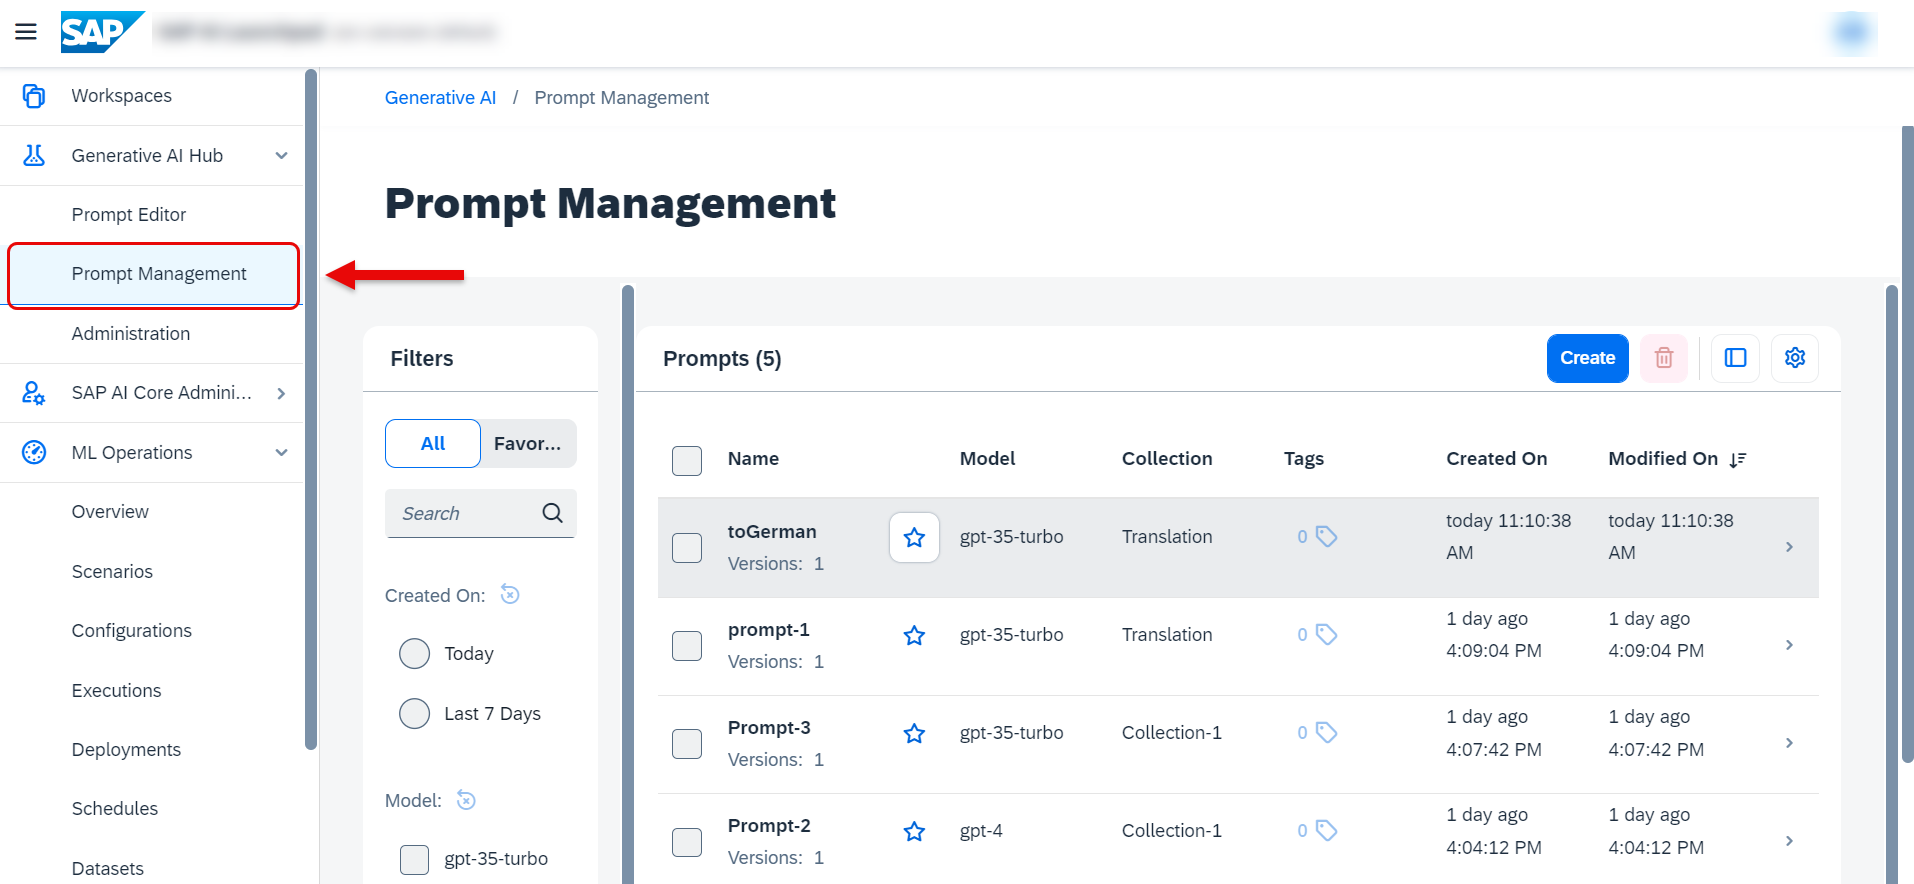 SAP
Workspaces
Generative AI Hub
Prompt Editor
Prompt Management
Administration
SAP AI Core Admini...
ML Operations
Overview
Scenarios
Configurations
Executions
Deployments
Schedules
Datasets
Generative AI / Prompt Management
Prompt Management
Filters
All Favor...
Search
Created On:
Today
Last 7 Days
Model:
gpt-35-turbo
Prompts (5)
Create
Name Model Collection Tags Created On Modified On
toGerman gpt-35-turbo Translation 0 today 11:10:38 today 11:10:38
Versions: 1 AM AM
prompt-1 gpt-35-turbo Translation 0 1 day ago 1 day ago
Versions: 1 4:09:04 PM 4:09:04 PM
Prompt-3 gpt-35-turbo Collection-1 0 1 day ago 1 day ago
Versions: 1 4:07:42 PM 4:07:42 PM
Prompt-2 gpt-4 Collection-1 0 1 day ago 1 day ago
Versions: 1 4:04:12 PM 4:04:12 PM